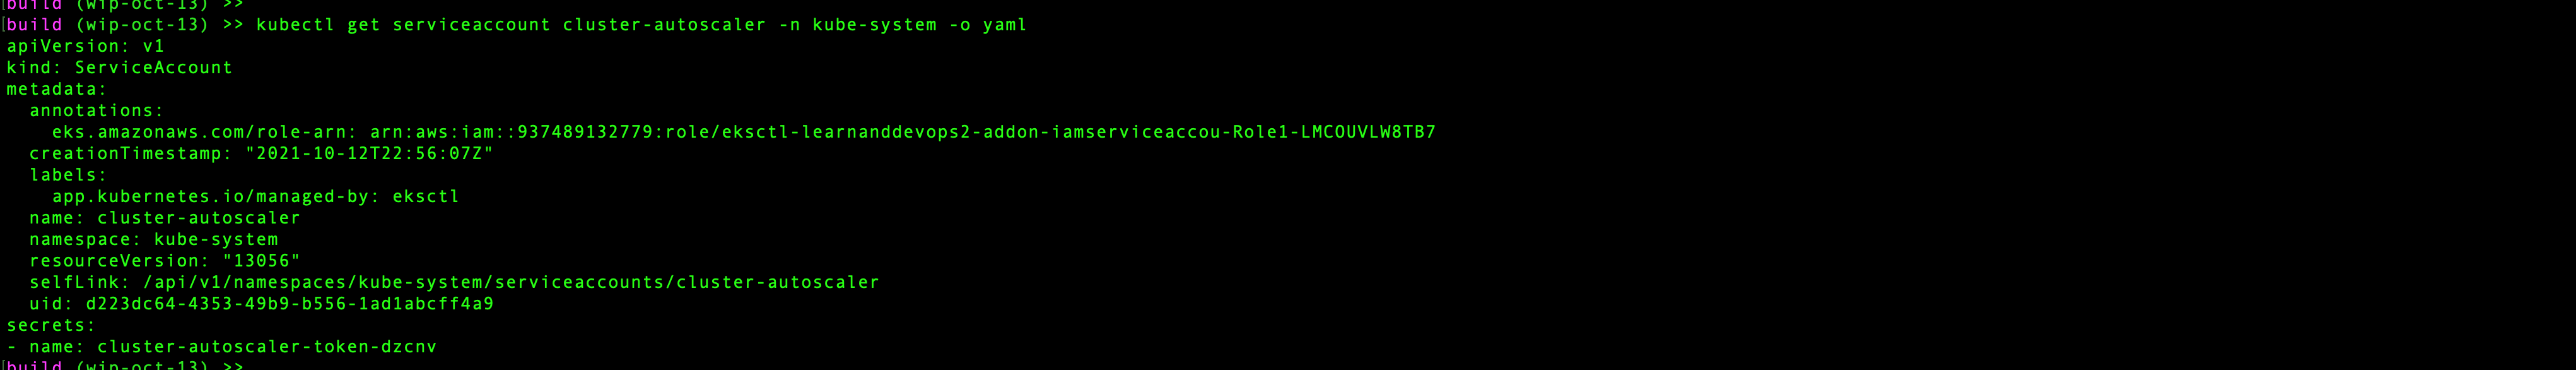 build (wip-oct-13) >>
[build (wip-oct-13) >> kubectl get serviceaccount cluster-autoscaler -n kube-system -o yaml
apiVersion: v1
kind: ServiceAccount
metadata:
  annotations:
    eks.amazonaws.com/role-arn: arn:aws:iam::937489132779:role/eksctl-learnanddevops2-addon-iamserviceaccou-Role1-LMCOUVLW8TB7
  creationTimestamp: "2021-10-12T22:56:07Z"
  labels:
    app.kubernetes.io/managed-by: eksctl
  name: cluster-autoscaler
  namespace: kube-system
  resourceVersion: "13056"
  selfLink: /api/v1/namespaces/kube-system/serviceaccounts/cluster-autoscaler
  uid: d223dc64-4353-49b9-b556-1ad1abcff4a9
secrets:
- name: cluster-autoscaler-token-dzcnv
[build (wip-oct-13) >>